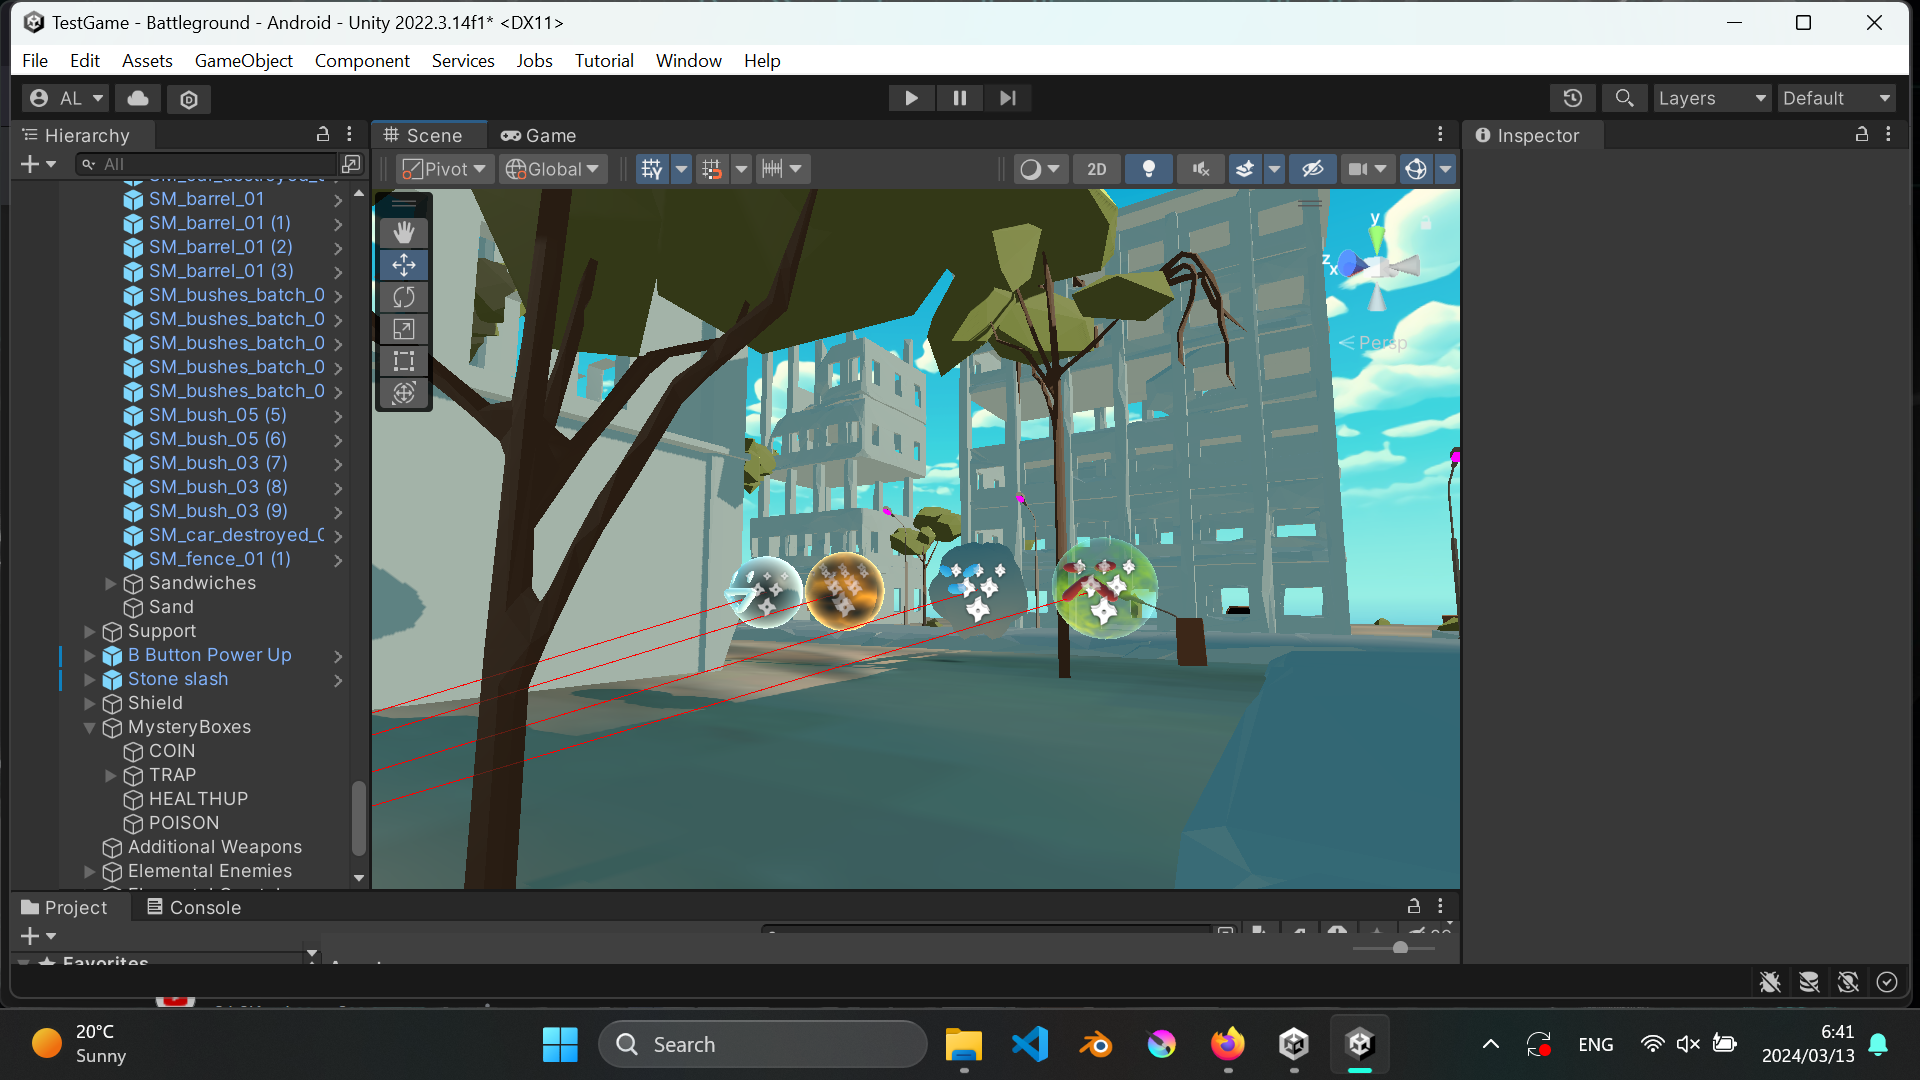 TestGame - Battleground - Android - Unity 2022.3.14f1* <DX11>
File Edit Assets GameObject Component Services Jobs Tutorial Window Help
AL
Layers
Default
Hierarchy
Scene
Game
Inspector
All
Pivot
Global
2D
SM_barrel_01
SM_barrel_01 (1)
SM_barrel_01 (2)
SM_barrel_01 (3)
SM_bushes_batch_0
SM_bushes_batch_0
SM_bushes_batch_0
SM_bushes_batch_0
SM_bushes_batch_0
SM_bush_05 (5)
SM_bush_05 (6)
SM_bush_03 (7)
SM_bush_03 (8)
SM_bush_03 (9)
SM_car_destroyed_0
SM_fence_01 (1)
Sandwiches
Sand
Support
B Button Power Up
Stone slash
Shield
MysteryBoxes
COIN
TRAP
HEALTHUP
POISON
Additional Weapons
Elemental Enemies
y
z
x
Persp
Project
Console
Favorites
20°C
Sunny
Search
ENG
6:41
2024/03/13